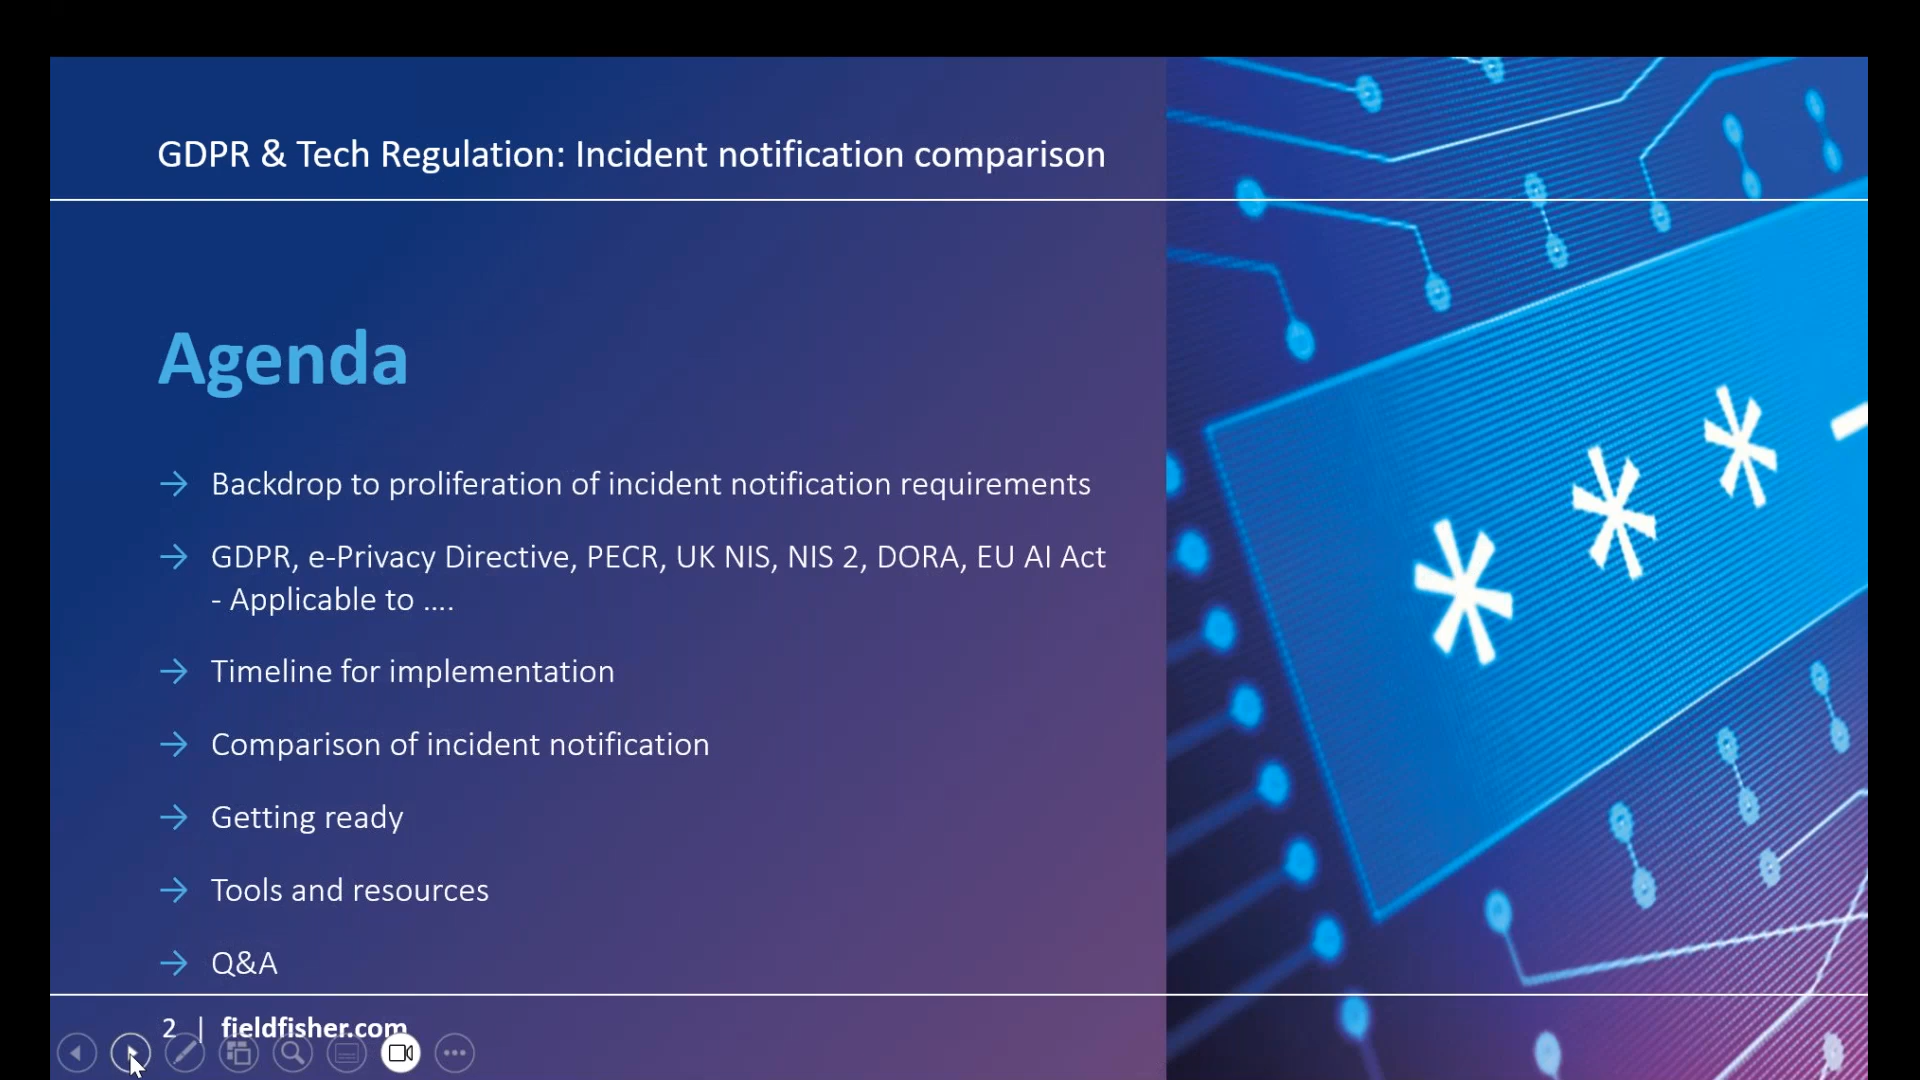 GDPR & Tech Regulation: Incident notification comparison
Agenda
→ Backdrop to proliferation of incident notification requirements
→ GDPR, e-Privacy Directive, PECR, UK NIS, NIS 2, DORA, EU AI Act
- Applicable to ....
→ Timeline for implementation
→ Comparison of incident notification
→ Getting ready
→ Tools and resources
→ Q&A
2 | fieldfisher.com
* * * -